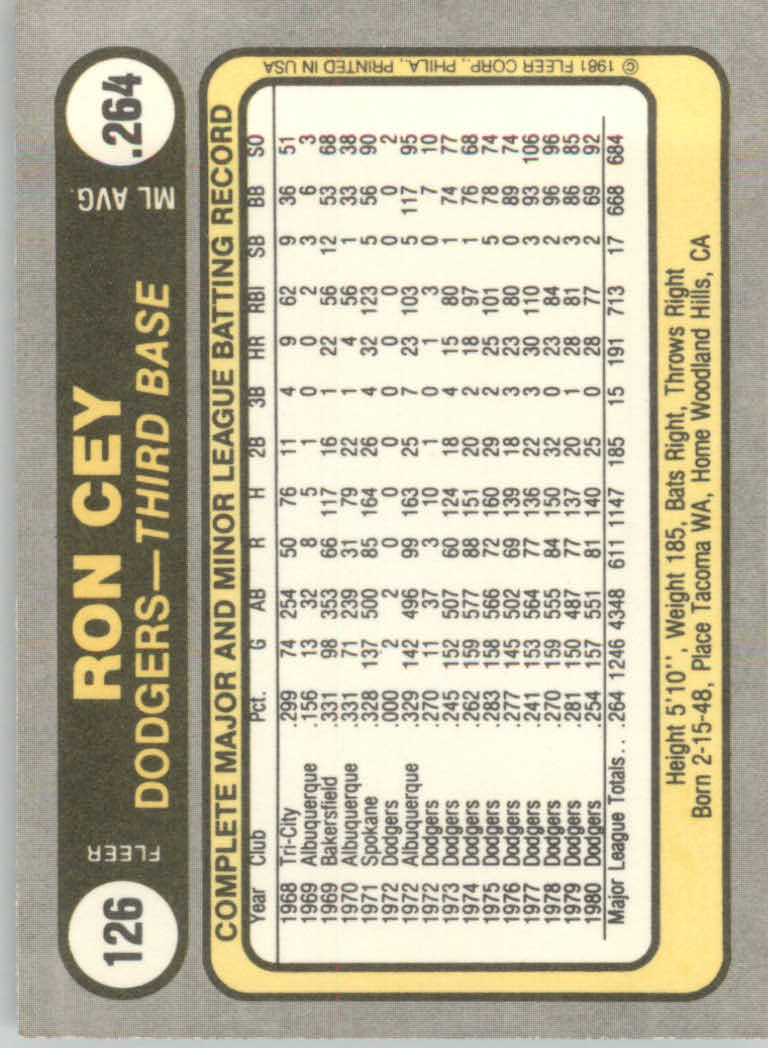 126
FLEER
RON CEY
DODGERS—THIRD BASE
ML AVG.
.264
COMPLETE MAJOR AND MINOR LEAGUE BATTING RECORD
Year Club Pct. G AB R H 2B 3B HR RBI SB BB SO
1968 Tri-City .299 74 254 50 76 11 4 9 62 9 36 51
1969 Albuquerque .156 13 32 8 5 1 0 0 2 3 6 3
1969 Bakersfield .331 98 353 66 117 16 1 22 56 12 53 68
1970 Albuquerque .331 71 239 31 79 22 1 4 56 1 33 38
1971 Spokane .328 137 500 85 164 26 4 32 123 5 56 90
1972 Dodgers .000 2 2 0 0 0 0 0 0 0 0 2
1972 Albuquerque .329 142 496 99 163 25 7 23 103 5 117 95
1972 Dodgers .270 11 37 3 10 1 0 1 3 0 7 10
1973 Dodgers .245 152 507 60 124 18 4 15 80 1 74 77
1974 Dodgers .262 159 577 88 151 20 2 18 97 1 76 68
1975 Dodgers .283 158 566 72 160 29 2 25 101 5 78 74
1976 Dodgers .277 145 502 69 139 18 3 23 80 0 89 74
1977 Dodgers .241 153 564 77 136 22 3 30 110 3 93 106
1978 Dodgers .270 159 555 84 150 32 0 23 84 2 96 96
1979 Dodgers .281 150 487 77 137 20 1 28 81 3 86 85
1980 Dodgers .254 157 551 81 140 25 0 28 77 2 69 92
Major League Totals. . .264 1246 4348 611 1147 185 15 191 713 17 668 684
Height 5'10'', Weight 185, Bats Right, Throws Right
Born 2-15-48, Place Tacoma WA, Home Woodland Hills, CA
© 1981 FLEER CORP., PHILA., PRINTED IN USA